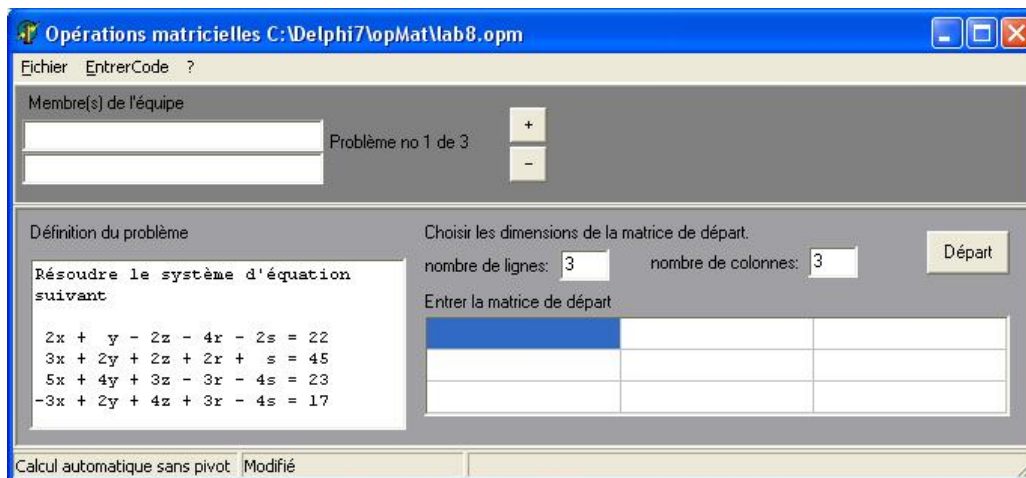 Opérations matricielles C:\Delphi7\opMat\lab8.opm
Fichier EntrerCode ?
Membre(s) de l'équipe
Problème no 1 de 3
+
-
Définition du problème
Résoudre le système d'équation
suivant
2x + y - 2z - 4r - 2s = 22
3x + 2y + 2z + 2r + s = 45
5x + 4y + 3z - 3r - 4s = 23
-3x + 2y + 4z + 3r - 4s = 17
Choisir les dimensions de la matrice de départ.
nombre de lignes: 3 nombre de colonnes: 3
Départ
Entrer la matrice de départ
Calcul automatique sans pivot Modifié